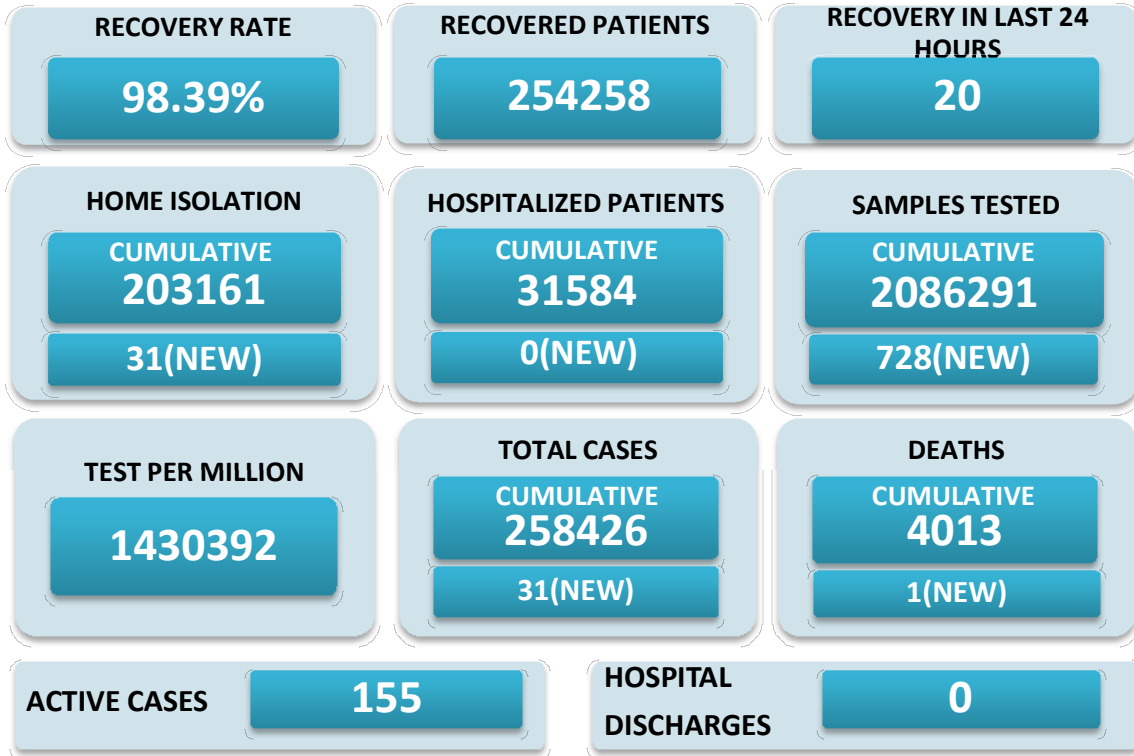 RECOVERY RATE
98.39%
RECOVERED PATIENTS
254258
RECOVERY IN LAST 24
HOURS
20
HOME ISOLATION
CUMULATIVE
203161
31(NEW)
HOSPITALIZED PATIENTS
CUMULATIVE
31584
0(NEW)
SAMPLES TESTED
CUMULATIVE
2086291
728(NEW)
TEST PER MILLION
1430392
TOTAL CASES
CUMULATIVE
258426
31(NEW)
DEATHS
CUMULATIVE
4013
1(NEW)
ACTIVE CASES
155
HOSPITAL
DISCHARGES
0